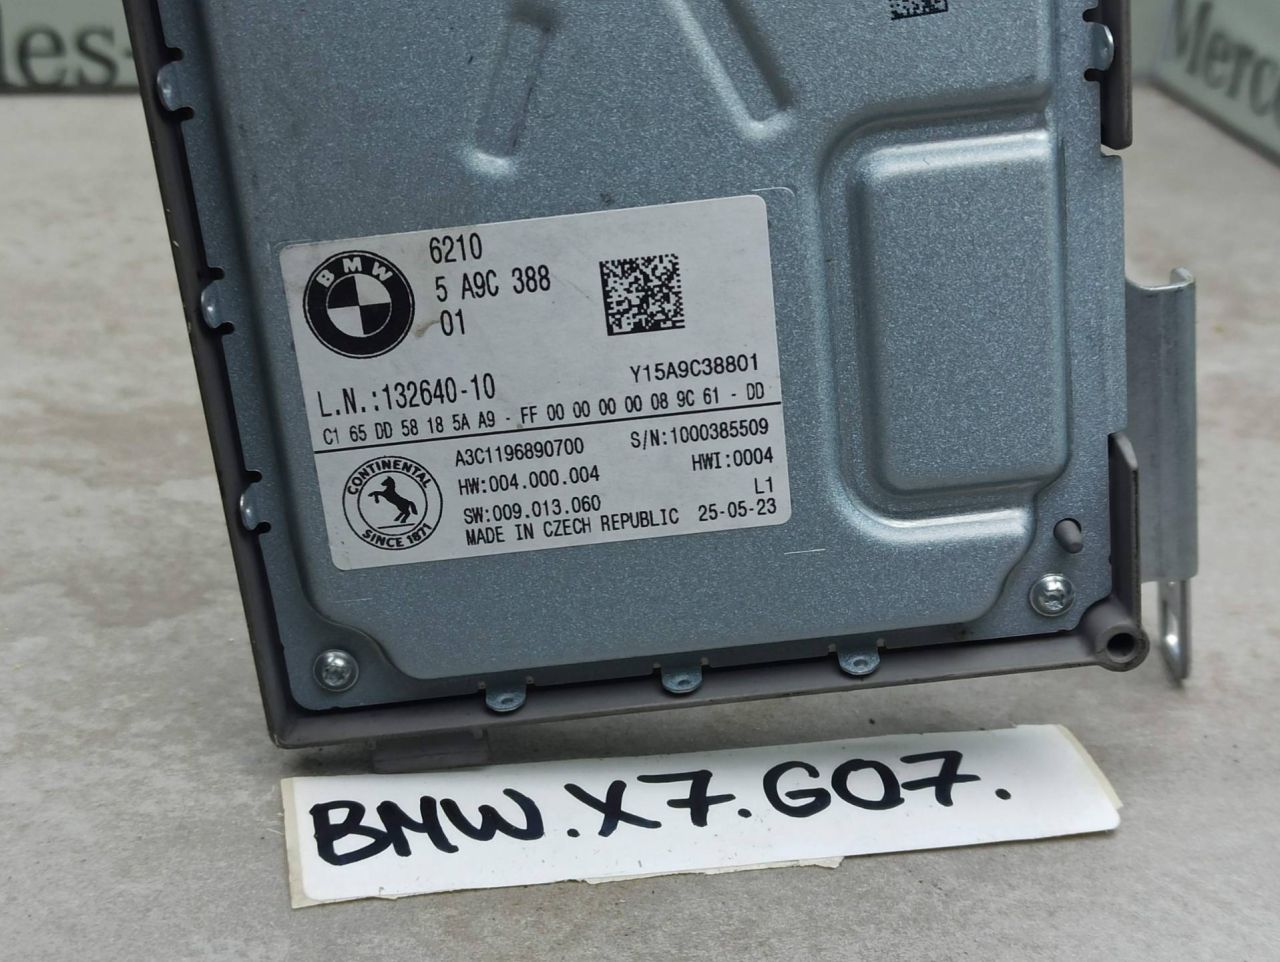 les-
Merce
BMW
6210
5 A9C 388
01
L.N.:132640-10
Y15A9C38801
C1 65 DD 58 18 5A A9 - FF 00 00 00 00 08 9C 61 - DD
CONTINENTAL
SINCE 1871
A3C1196890700
S/N:1000385509
HW:004.000.004
HWI:0004
SW:009.013.060
L1
MADE IN CZECH REPUBLIC 25-05-23
BMW.X7.G07.